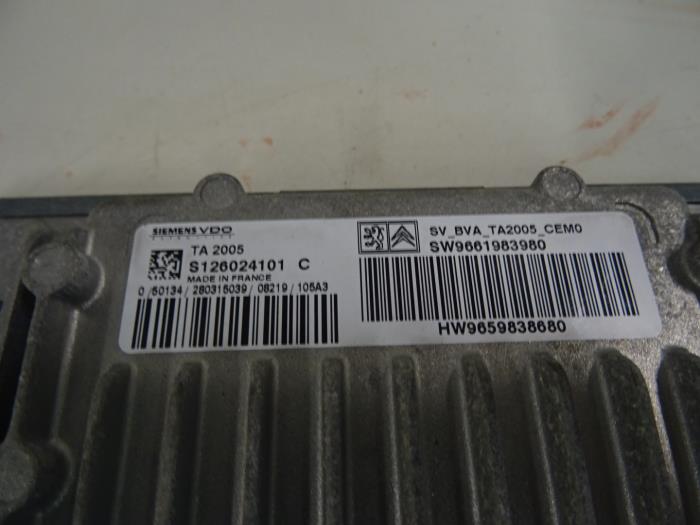 SIEMENS VDO
TA 2005
S126024101 C
MADE IN FRANCE
0 /50134/ 280315039/ 08219/ 105A3
SV_BVA_TA2005_CEM0
SW9661983980
HW9659838680